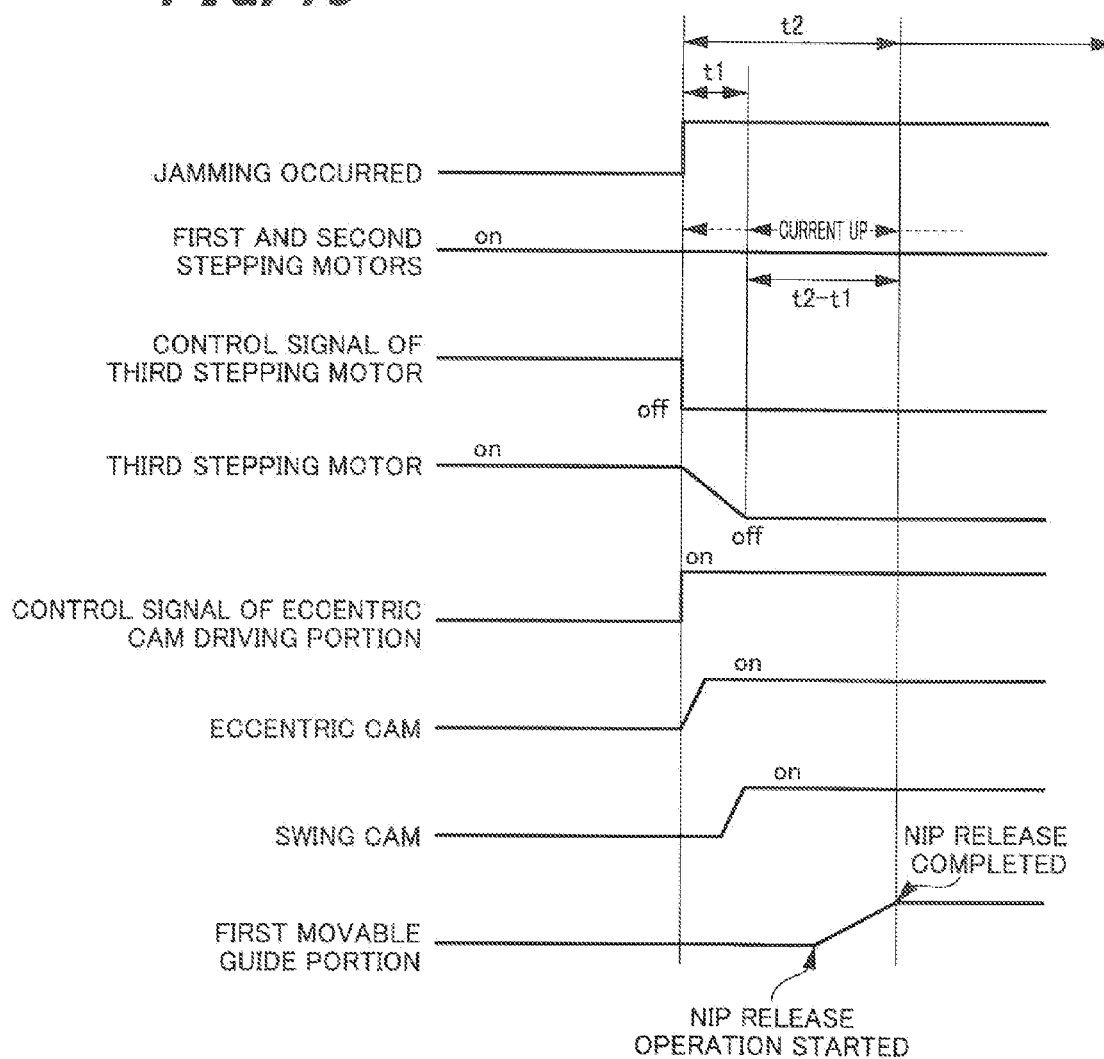 t2
t1
JAMMING OCCURRED
FIRST AND SECOND
STEPPING MOTORS
on
CURRENT UP
t2-t1
CONTROL SIGNAL OF
THIRD STEPPING MOTOR
off
THIRD STEPPING MOTOR
on
off
on
CONTROL SIGNAL OF ECCENTRIC
CAM DRIVING PORTION
on
ECCENTRIC CAM
on
SWING CAM
NIP RELEASE
COMPLETED
FIRST MOVABLE
GUIDE PORTION
NIP RELEASE
OPERATION STARTED